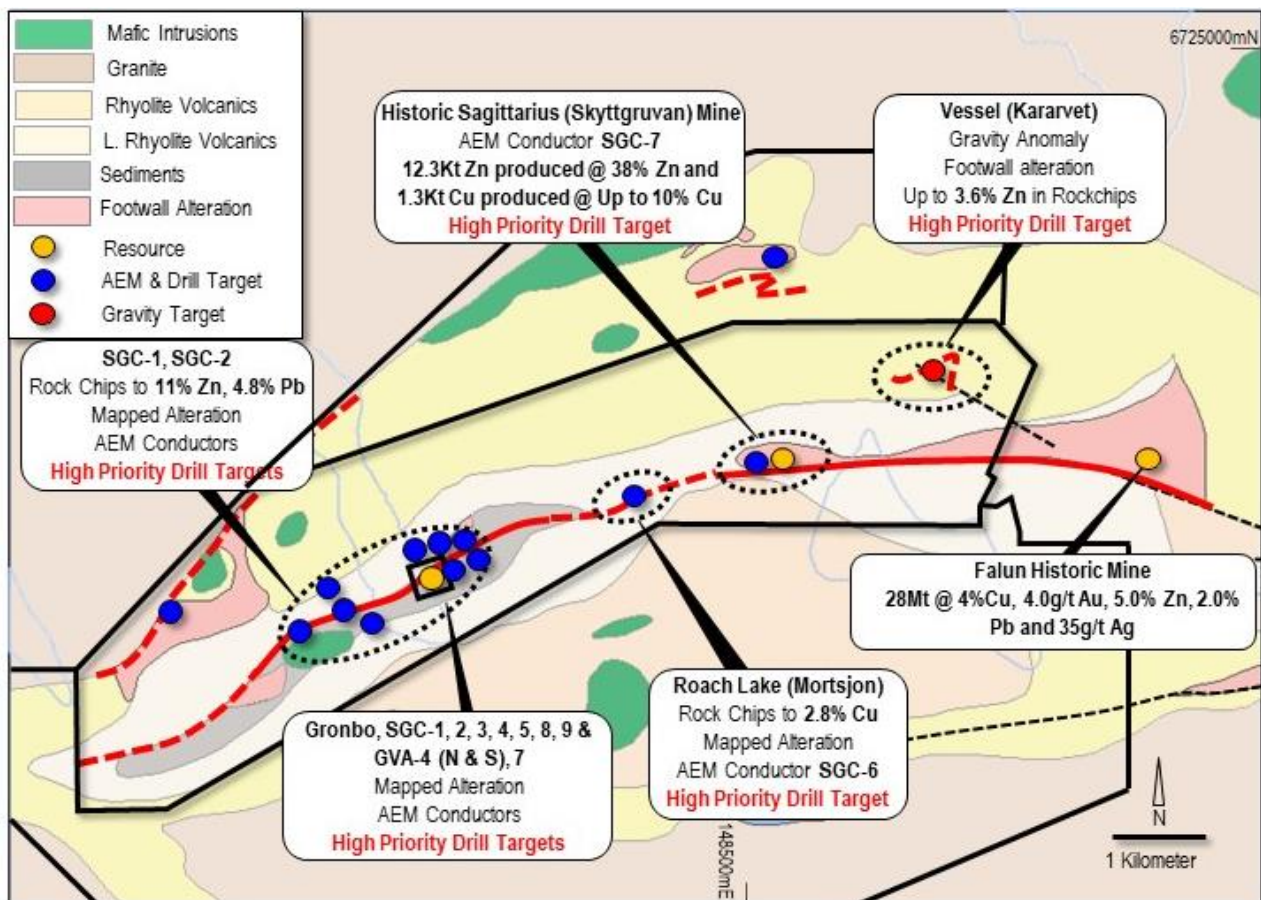 Mafic Intrusions
Granite
Rhyolite Volcanics
L. Rhyolite Volcanics
Sediments
Footwall Alteration
Resource
AEM & Drill Target
Gravity Target
6725000mN
Historic Sagittarius (Skyttgruvan) Mine
AEM Conductor SGC-7
12.3Kt Zn produced @ 38% Zn and
1.3Kt Cu produced @ Up to 10% Cu
High Priority Drill Target
Vessel (Kararvet)
Gravity Anomaly
Footwall alteration
Up to 3.6% Zn in Rockchips
High Priority Drill Target
SGC-1, SGC-2
Rock Chips to 11% Zn, 4.8% Pb
Mapped Alteration
AEM Conductors
High Priority Drill Targets
Falun Historic Mine
28Mt @ 4%Cu, 4.0g/t Au, 5.0% Zn, 2.0%
Pb and 35g/t Ag
Gronbo, SGC-1, 2, 3, 4, 5, 8, 9 &
GVA-4 (N & S), 7
Mapped Alteration
AEM Conductors
High Priority Drill Targets
Roach Lake (Mortsjon)
Rock Chips to 2.8% Cu
Mapped Alteration
AEM Conductor SGC-6
High Priority Drill Target
148500mE
N
1 Kilometer